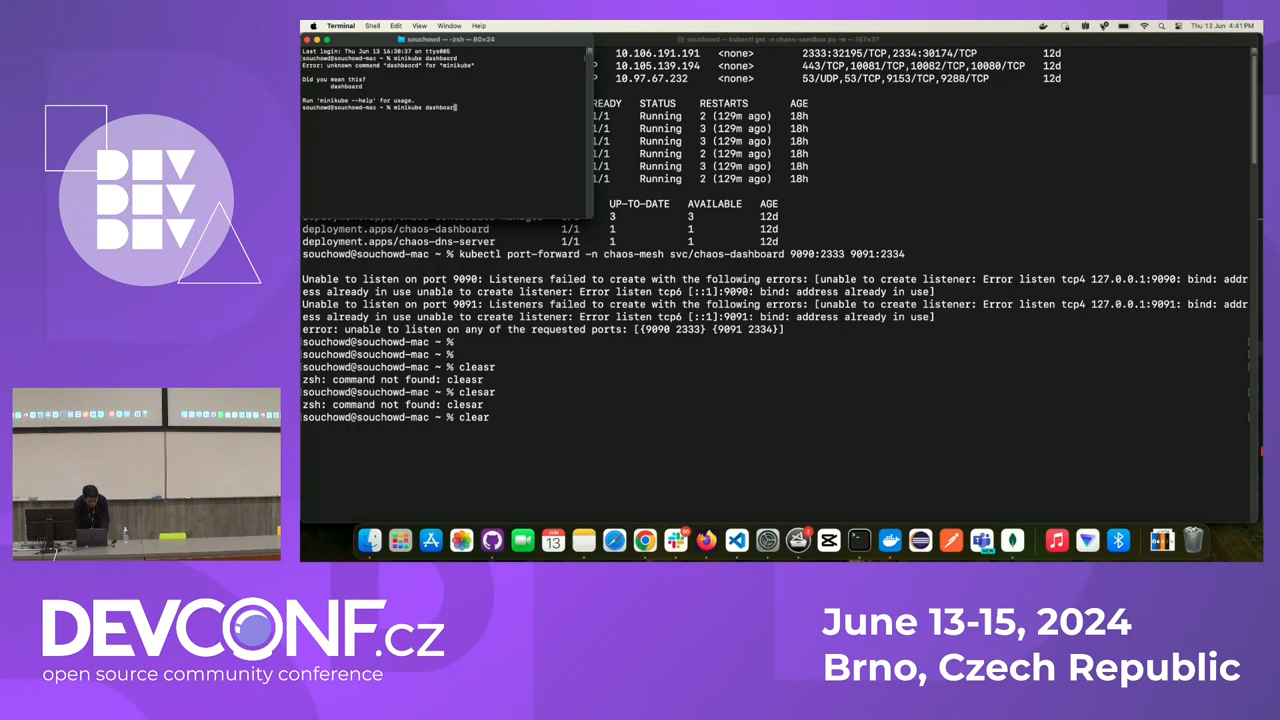 Terminal Shell Edit View Window Help
Thu 13 Jun 4:41 PM
souchowd — -zsh — 80×24
souchowd — kubectl get -n chaos-sandbox po -w — 157×37
Last login: Thu Jun 13 16:30:37 on ttys005
souchowd@souchowd-mac ~ % minikube dashbaord
Error: unknown command "dashbaord" for "minikube"
Did you mean this?
dashboard
Run 'minikube --help' for usage.
souchowd@souchowd-mac ~ % minikube dashboar
10.106.191.191 <none> 2333:32195/TCP, 2334:30174/TCP 12d
P 10.105.139.194 <none> 443/TCP, 10081/TCP, 10082/TCP, 10080/TCP 12d
P 10.97.67.232 <none> 53/UDP,53/TCP,9153/TCP,9288/TCP 12d
READY STATUS RESTARTS AGE
1/1 Running 2 (129m ago) 18h
1/1 Running 3 (129m ago) 18h
1/1 Running 3 (129m ago) 18h
1/1 Running 2 (129m ago) 18h
1/1 Running 3 (129m ago) 18h
1/1 Running 2 (129m ago) 18h
UP-TO-DATE AVAILABLE AGE
3 3 12d
deployment.apps/chaos-dashboard 1/1 1 1 12d
deployment.apps/chaos-dns-server 1/1 1 1 12d
souchowd@souchowd-mac ~ % kubectl port-forward -n chaos-mesh svc/chaos-dashboard 9090:2333 9091:2334
Unable to listen on port 9090: Listeners failed to create with the following errors: [unable to create listener: Error listen tcp4 127.0.0.1:9090: bind: addr
ess already in use unable to create listener: Error listen tcp6 [::1]:9090: bind: address already in use]
Unable to listen on port 9091: Listeners failed to create with the following errors: [unable to create listener: Error listen tcp4 127.0.0.1:9091: bind: addr
ess already in use unable to create listener: Error listen tcp6 [::1]:9091: bind: address already in use]
error: unable to listen on any of the requested ports: [{9090 2333} {9091 2334}]
souchowd@souchowd-mac ~ %
souchowd@souchowd-mac ~ %
souchowd@souchowd-mac ~ % cleasr
zsh: command not found: cleasr
souchowd@souchowd-mac ~ % clesar
zsh: command not found: clesar
souchowd@souchowd-mac ~ % clear
DEV
DEV
DEV
DEVCONF.cz
open source community conference
June 13-15, 2024
Brno, Czech Republic